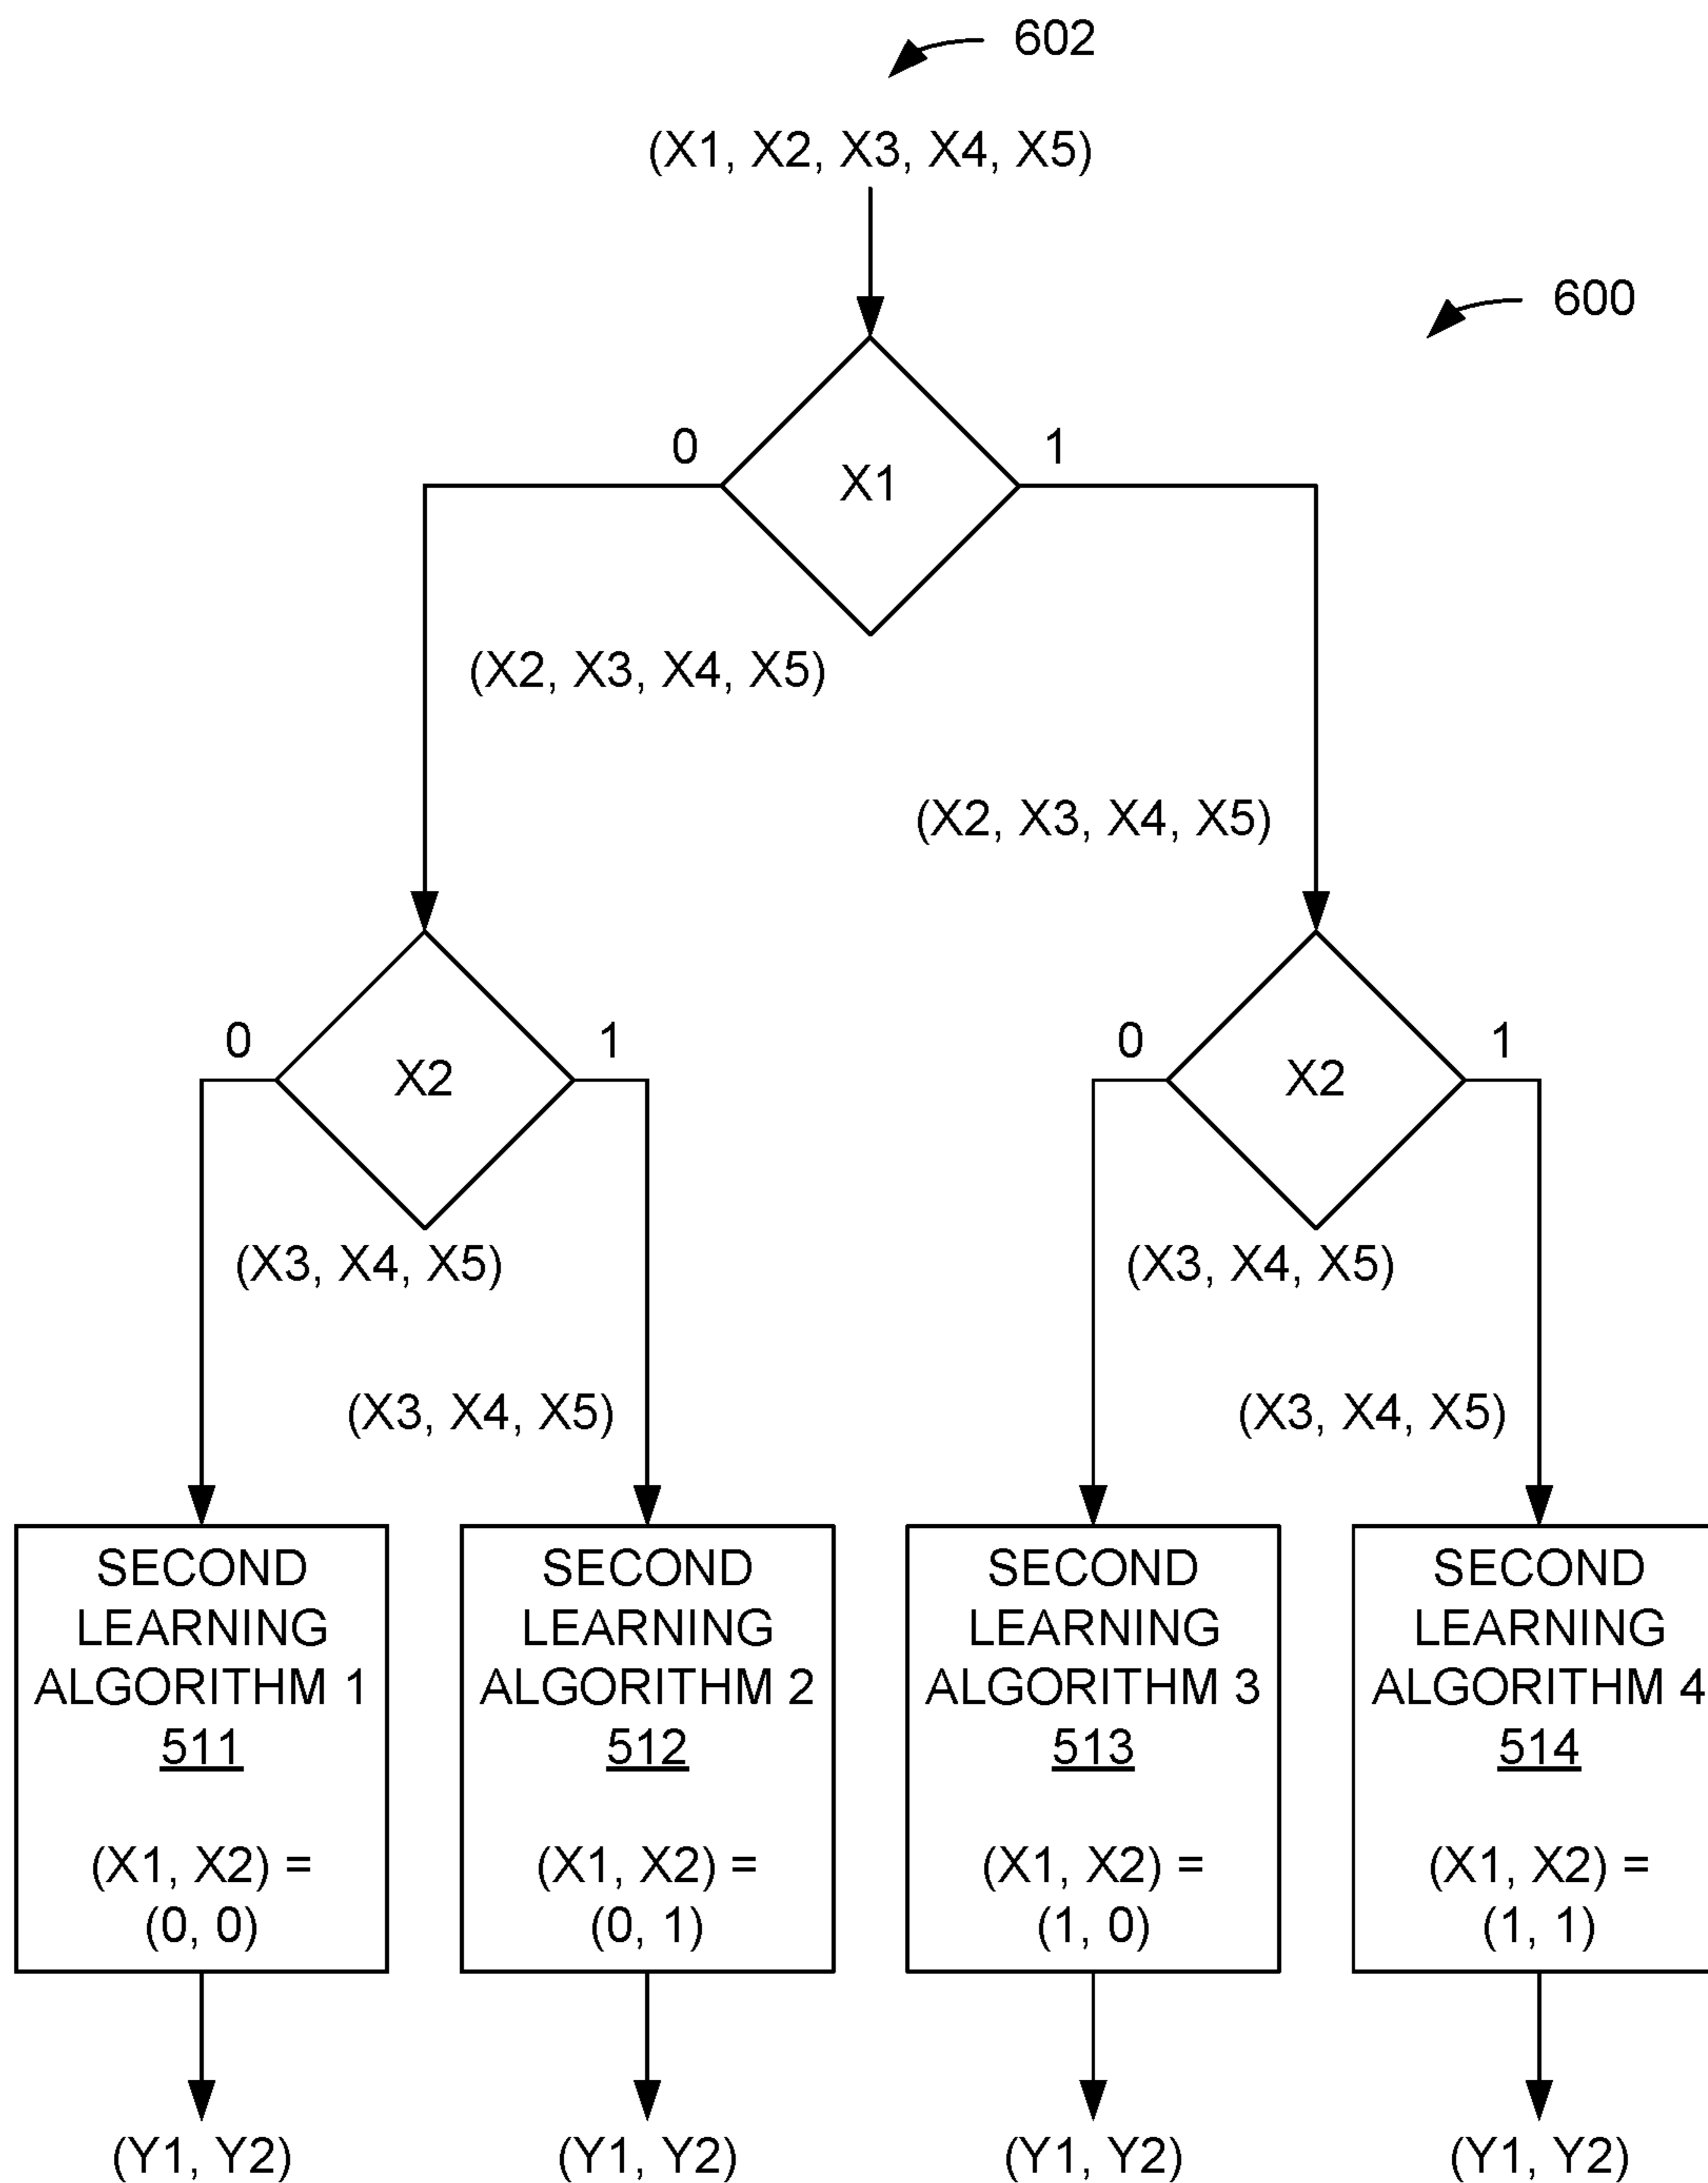 602
(X1, X2, X3, X4, X5)
600
0
1
X1
(X2, X3, X4, X5)
(X2, X3, X4, X5)
0
1
0
1
X2
X2
(X3, X4, X5)
(X3, X4, X5)
(X3, X4, X5)
(X3, X4, X5)
SECOND
LEARNING
ALGORITHM 1
511
(X1, X2) =
(0, 0)
SECOND
LEARNING
ALGORITHM 2
512
(X1, X2) =
(0, 1)
SECOND
LEARNING
ALGORITHM 3
513
(X1, X2) =
(1, 0)
SECOND
LEARNING
ALGORITHM 4
514
(X1, X2) =
(1, 1)
(Y1, Y2)
(Y1, Y2)
(Y1, Y2)
(Y1, Y2)